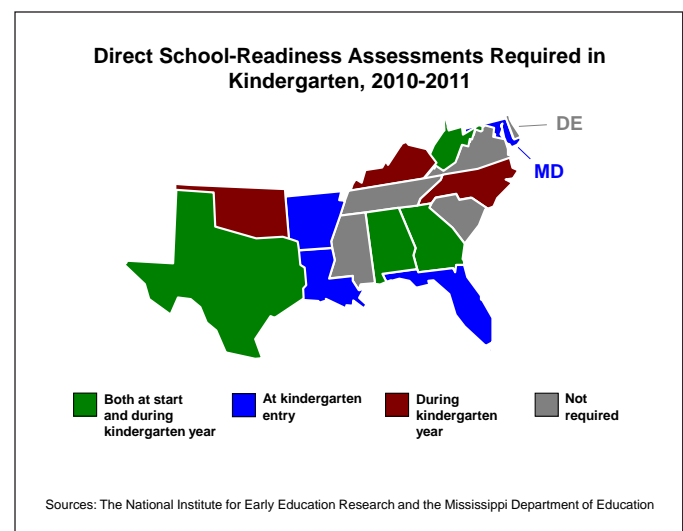 Direct School-Readiness Assessments Required in
Kindergarten, 2010-2011
DE
MD
Both at start
and during
kindergarten year
At kindergarten
entry
During
kindergarten
year
Not
required
Sources: The National Institute for Early Education Research and the Mississippi Department of Education